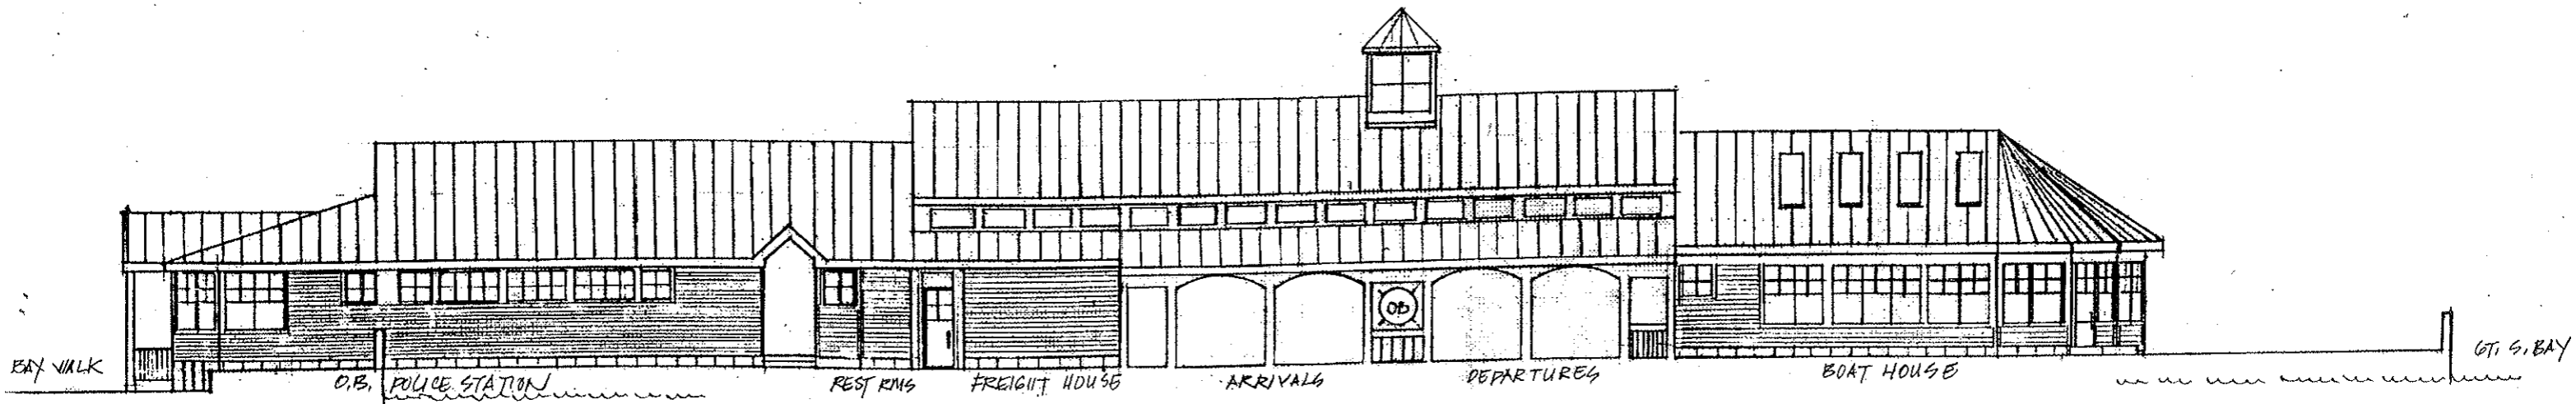 OB
BAY WALK
O.B. POLICE STATION
REST RMS
FREIGHT HOUSE
ARRIVALS
DEPARTURES
BOAT HOUSE
GT. S. BAY